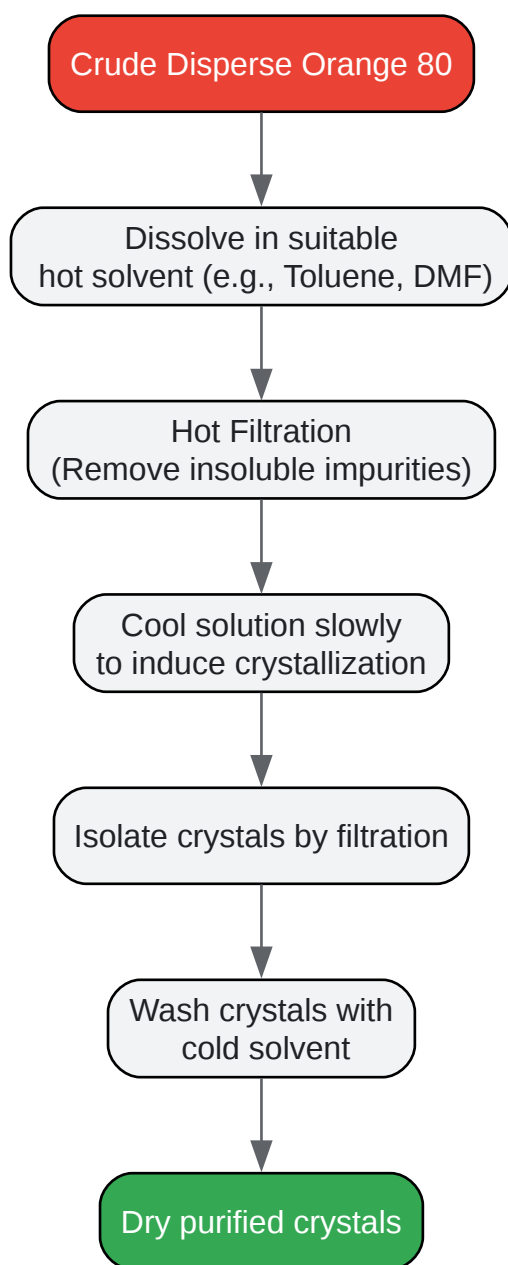 Crude Disperse Orange 80
Dissolve in suitable
hot solvent (e.g., Toluene, DMF)
Hot Filtration
(Remove insoluble impurities)
Cool solution slowly
to induce crystallization
Isolate crystals by filtration
Wash crystals with
cold solvent
Dry purified crystals